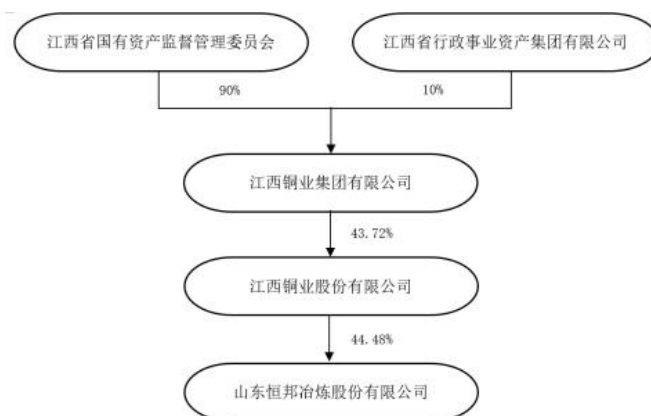 江西省国有资产监督管理委员会
江西省行政事业资产集团有限公司
90%
10%
江西铜业集团有限公司
43.72%
江西铜业股份有限公司
44.48%
山东恒邦冶炼股份有限公司